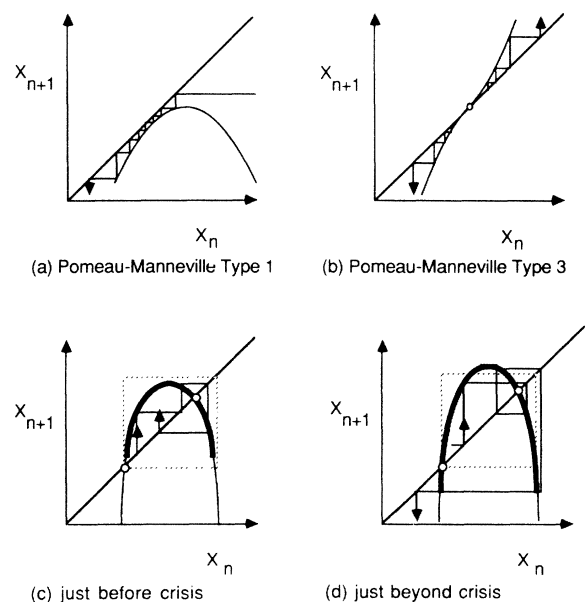 X n+1
X n+1
X n
X n
(a) Pomeau-Manneville Type 1
(b) Pomeau-Manneville Type 3
X n+1
X n+1
X n
X n
(c) just before crisis
(d) just beyond crisis